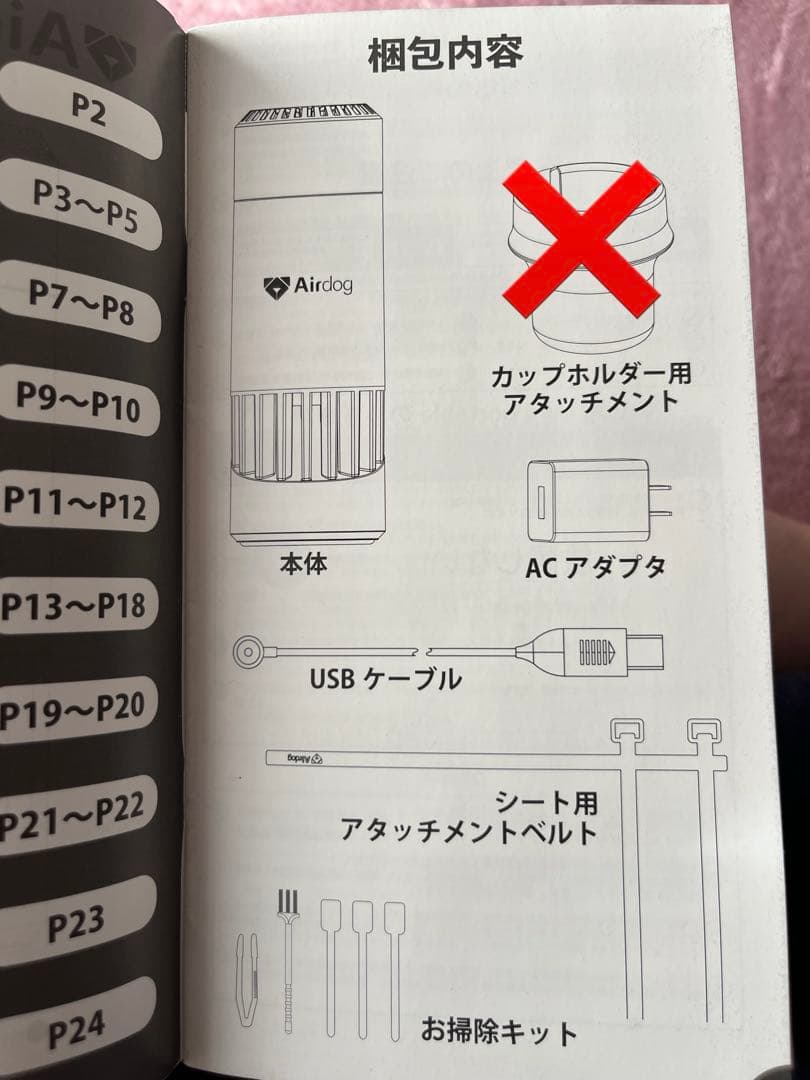 P2
P3〜P5
P7〜P8
P9〜P10
P11〜P12
P13〜P18
P19〜P20
P21〜P22
P23
P24
梱包内容
Airdog
本体
カップホルダー用
アタッチメント
AC アダプタ
USB ケーブル
Airdog
シート用
アタッチメントベルト
お掃除キット